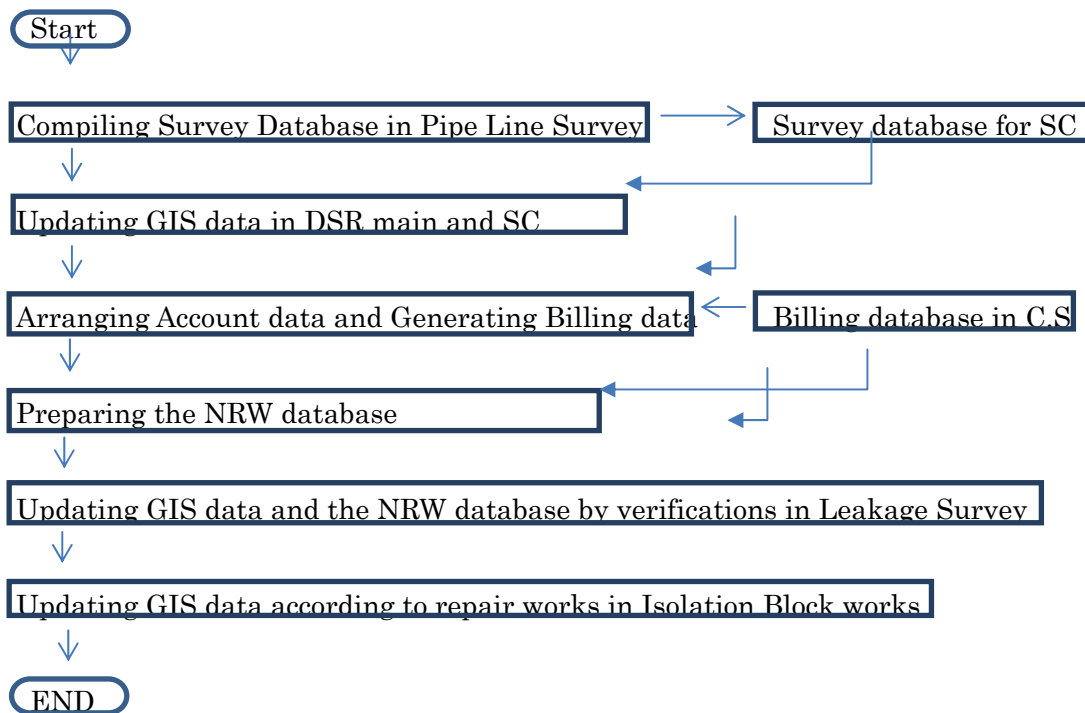 Start
Compiling Survey Database in Pipe Line Survey
Survey database for SC
Updating GIS data in DSR main and SC
Arranging Account data and Generating Billing data
Billing database in C.S
Preparing the NRW database
Updating GIS data and the NRW database by verifications in Leakage Survey
Updating GIS data according to repair works in Isolation Block works
END